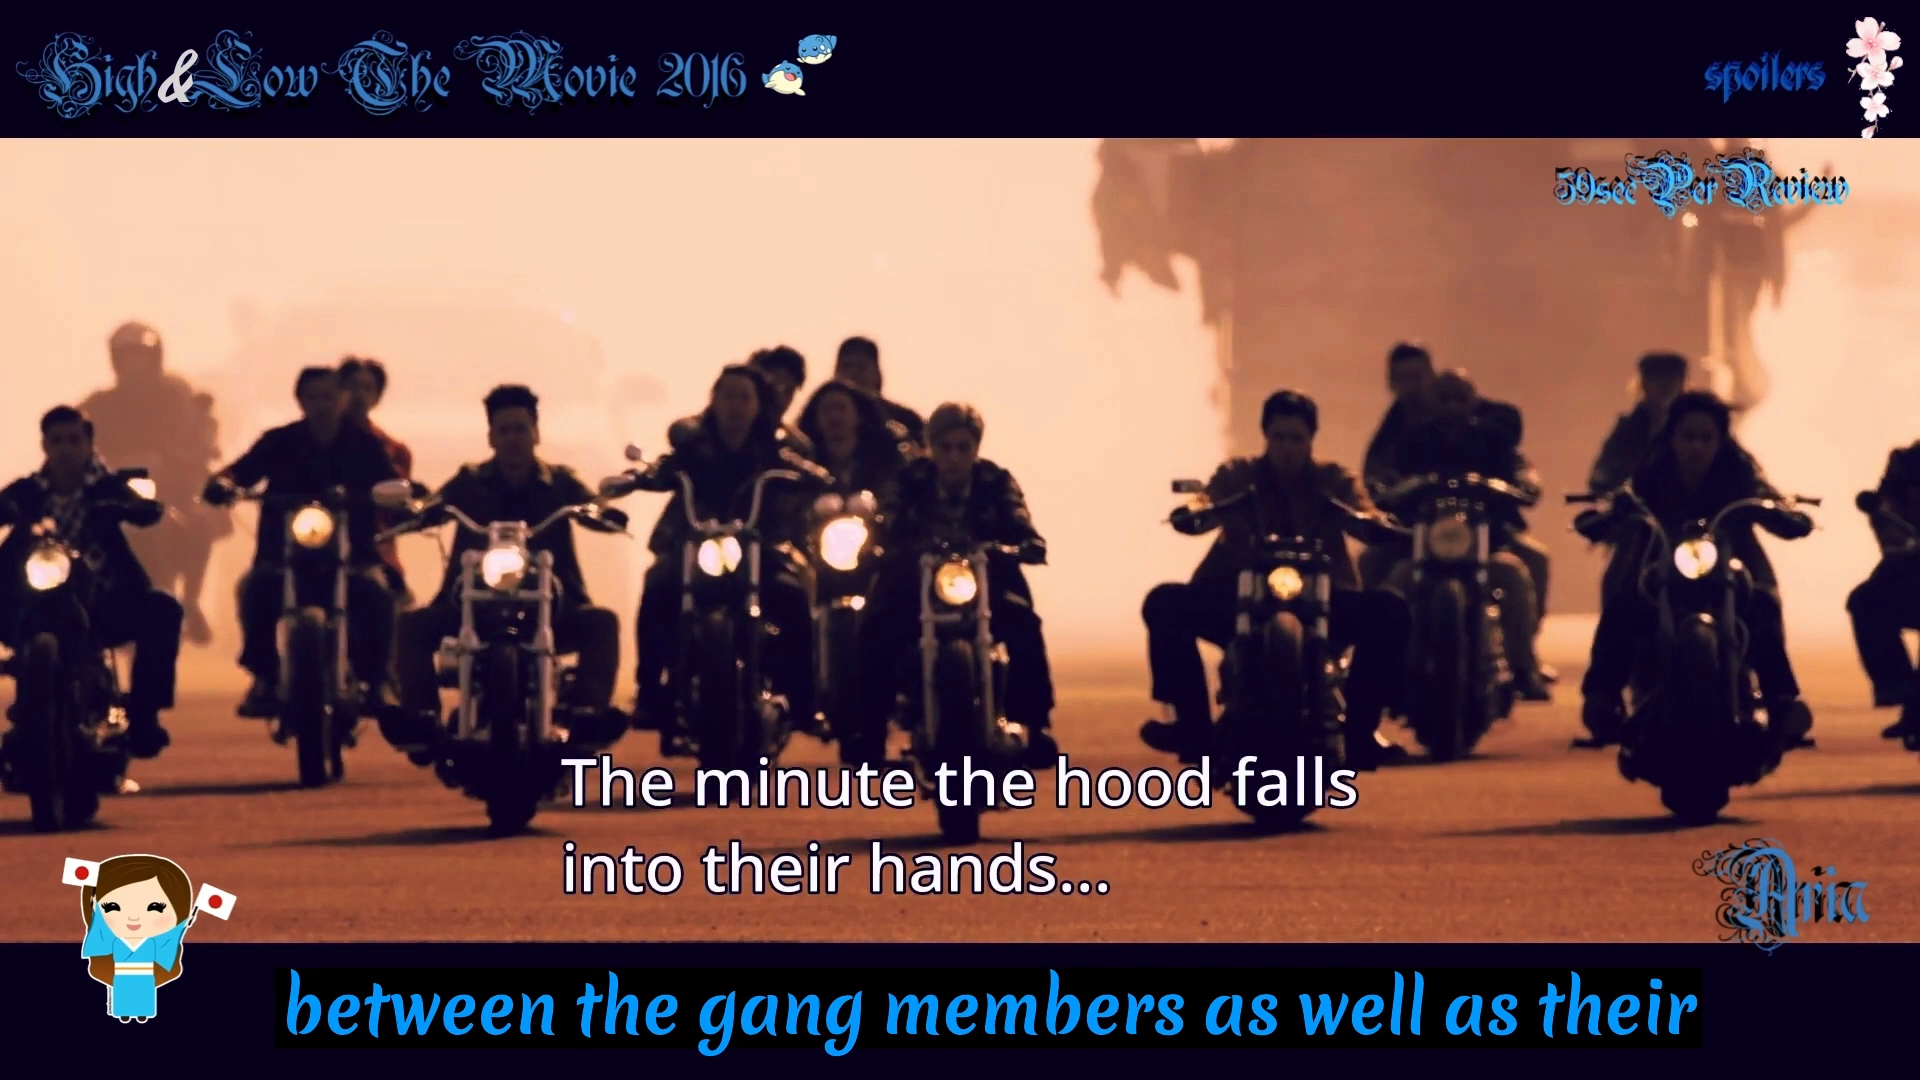 High&Low The Movie 2016
spoilers
59sec Per Review
The minute the hood falls
into their hands...
Aria
between the gang members as well as their